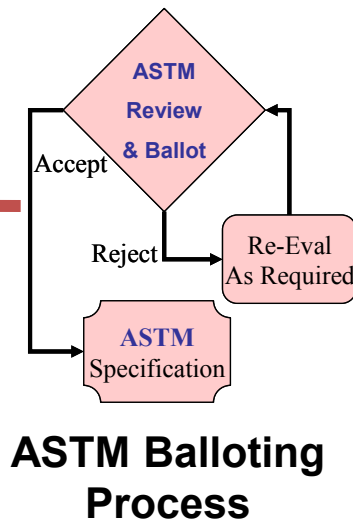 ASTM
Review
& Ballot
Accept
Reject
Re-Eval
As Required
ASTM
Specification
ASTM Balloting
Process